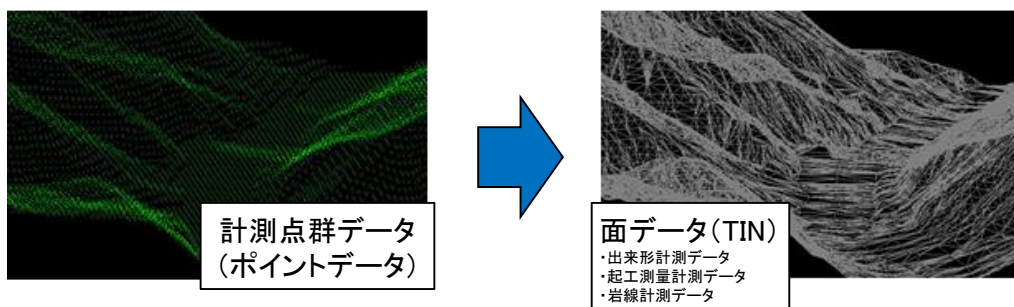 計測点群データ
（ポイントデータ）
面データ（TIN）
・出来形計測データ
・起工測量計測データ
・岩線計測データ